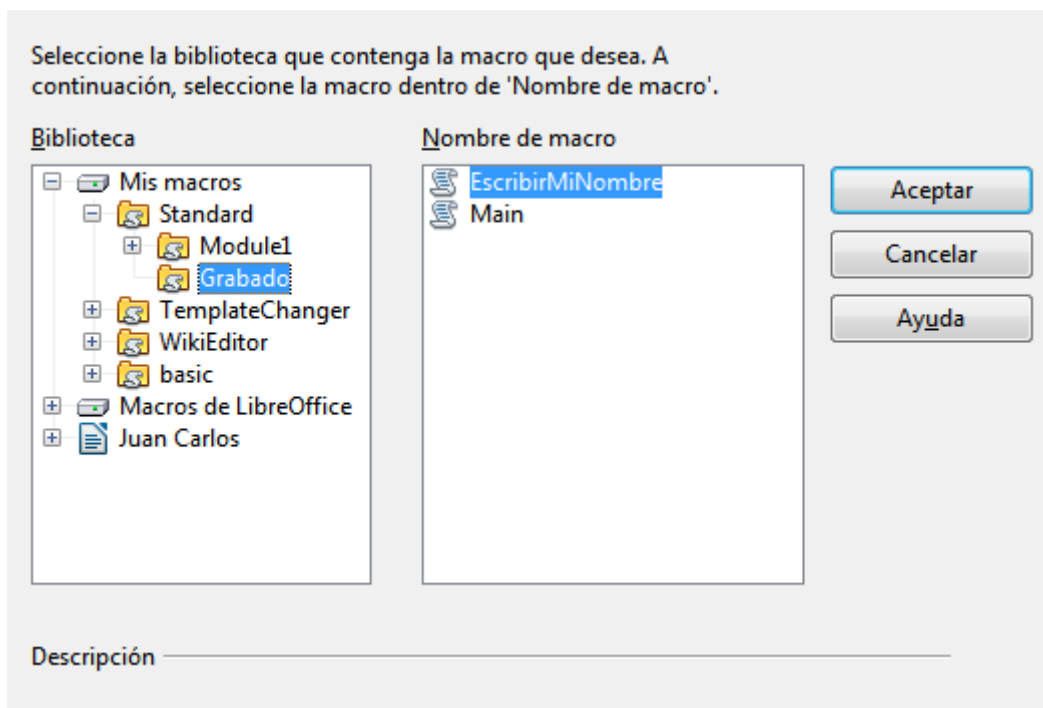 Seleccione la biblioteca que contenga la macro que desea. A
continuación, seleccione la macro dentro de 'Nombre de macro'.
Biblioteca
Mis macros
Standard
Module1
Grabado
TemplateChanger
WikiEditor
basic
Macros de LibreOffice
Juan Carlos
Nombre de macro
EscribirMiNombre
Main
Aceptar
Cancelar
Ayuda
Descripción